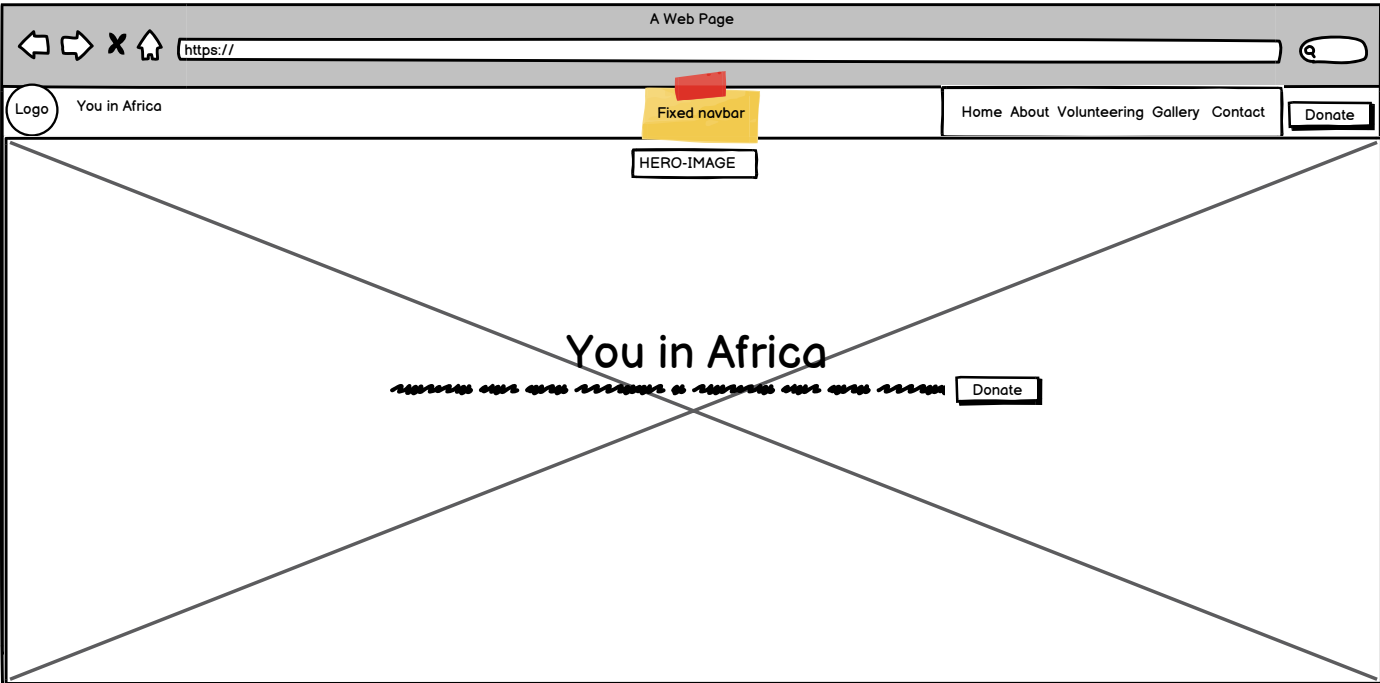 A Web Page
https://
Logo
You in Africa
Fixed navbar
Home About Volunteering Gallery Contact
Donate
HERO-IMAGE
You in Africa
Donate